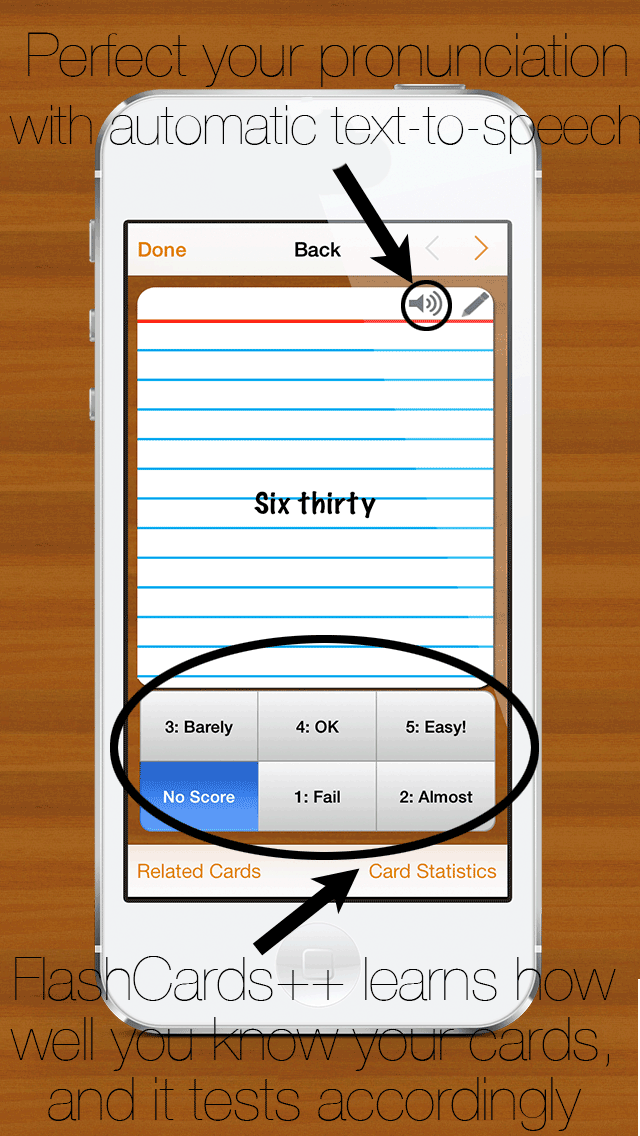 Perfect your pronunciation
with automatic text-to-speech
Done Back
Six thirty
3: Barely 4: OK 5: Easy!
No Score 1: Fail 2: Almost
Related Cards Card Statistics
FlashCards++ learns how
well you know your cards,
and it tests accordingly